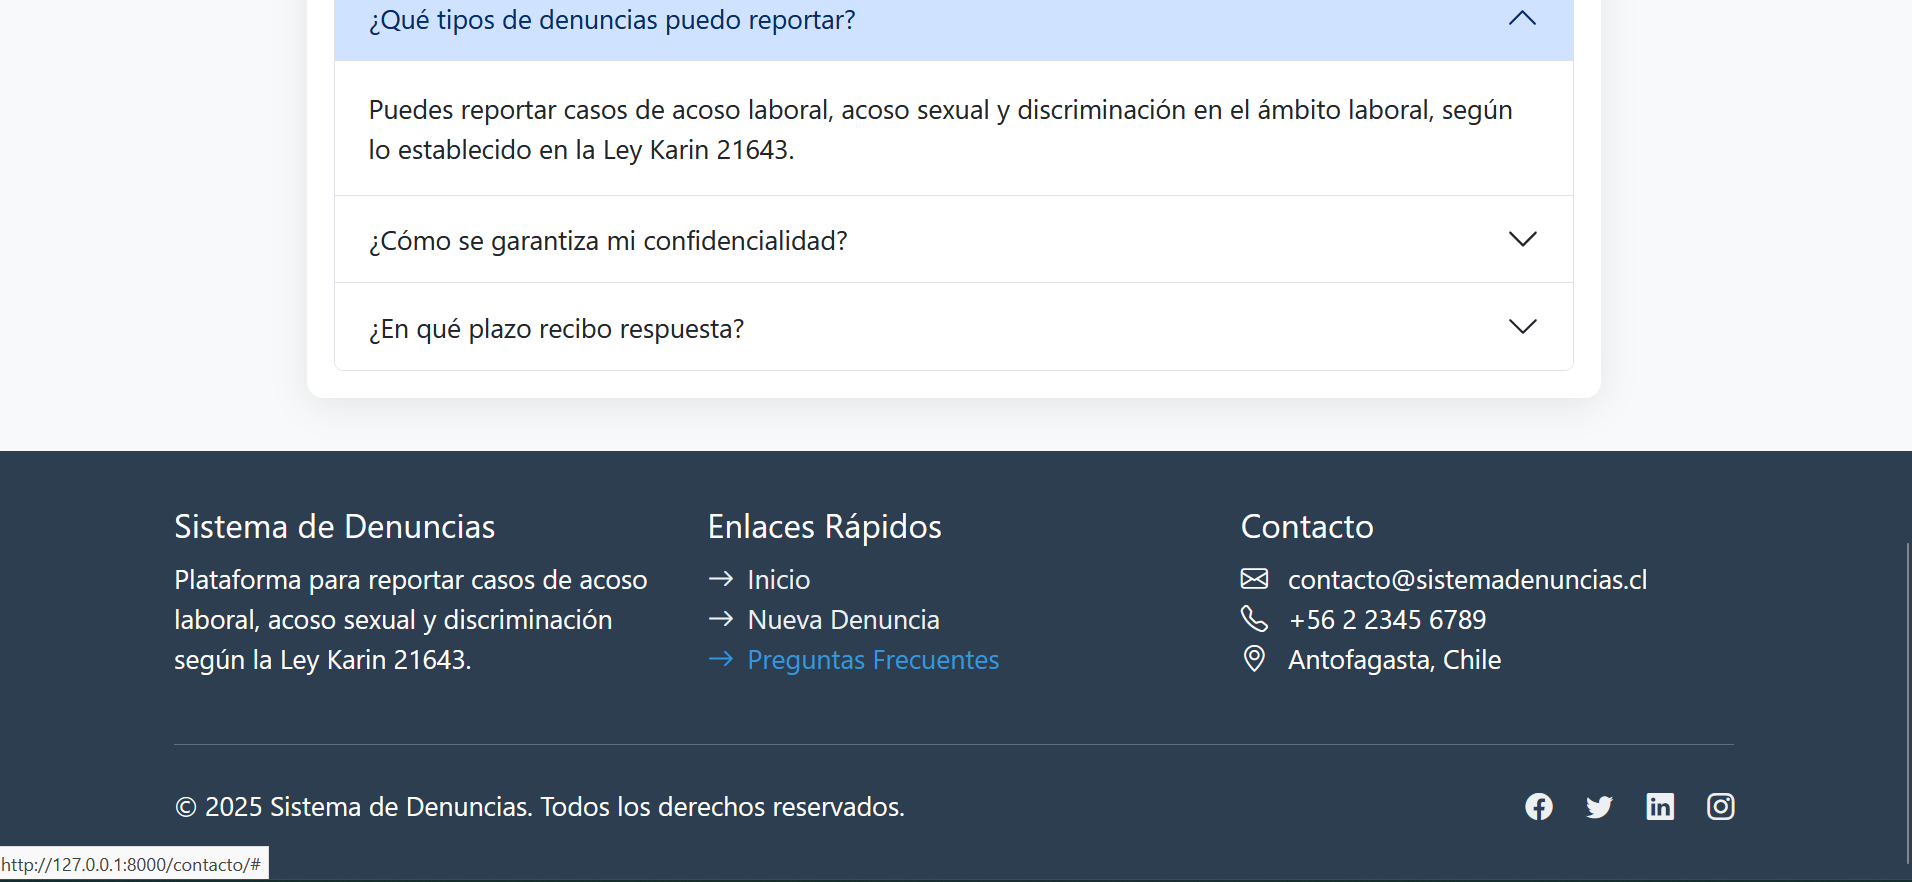 ¿Qué tipos de denuncias puedo reportar?
Puedes reportar casos de acoso laboral, acoso sexual y discriminación en el ámbito laboral, según
lo establecido en la Ley Karin 21643.
¿Cómo se garantiza mi confidencialidad?
¿En qué plazo recibo respuesta?
Sistema de Denuncias
Plataforma para reportar casos de acoso
laboral, acoso sexual y discriminación
según la Ley Karin 21643.
Enlaces Rápidos
Inicio
Nueva Denuncia
Preguntas Frecuentes
Contacto
contacto@sistemadenuncias.cl
+56 2 2345 6789
Antofagasta, Chile
© 2025 Sistema de Denuncias. Todos los derechos reservados.
http://127.0.0.1:8000/contacto/#